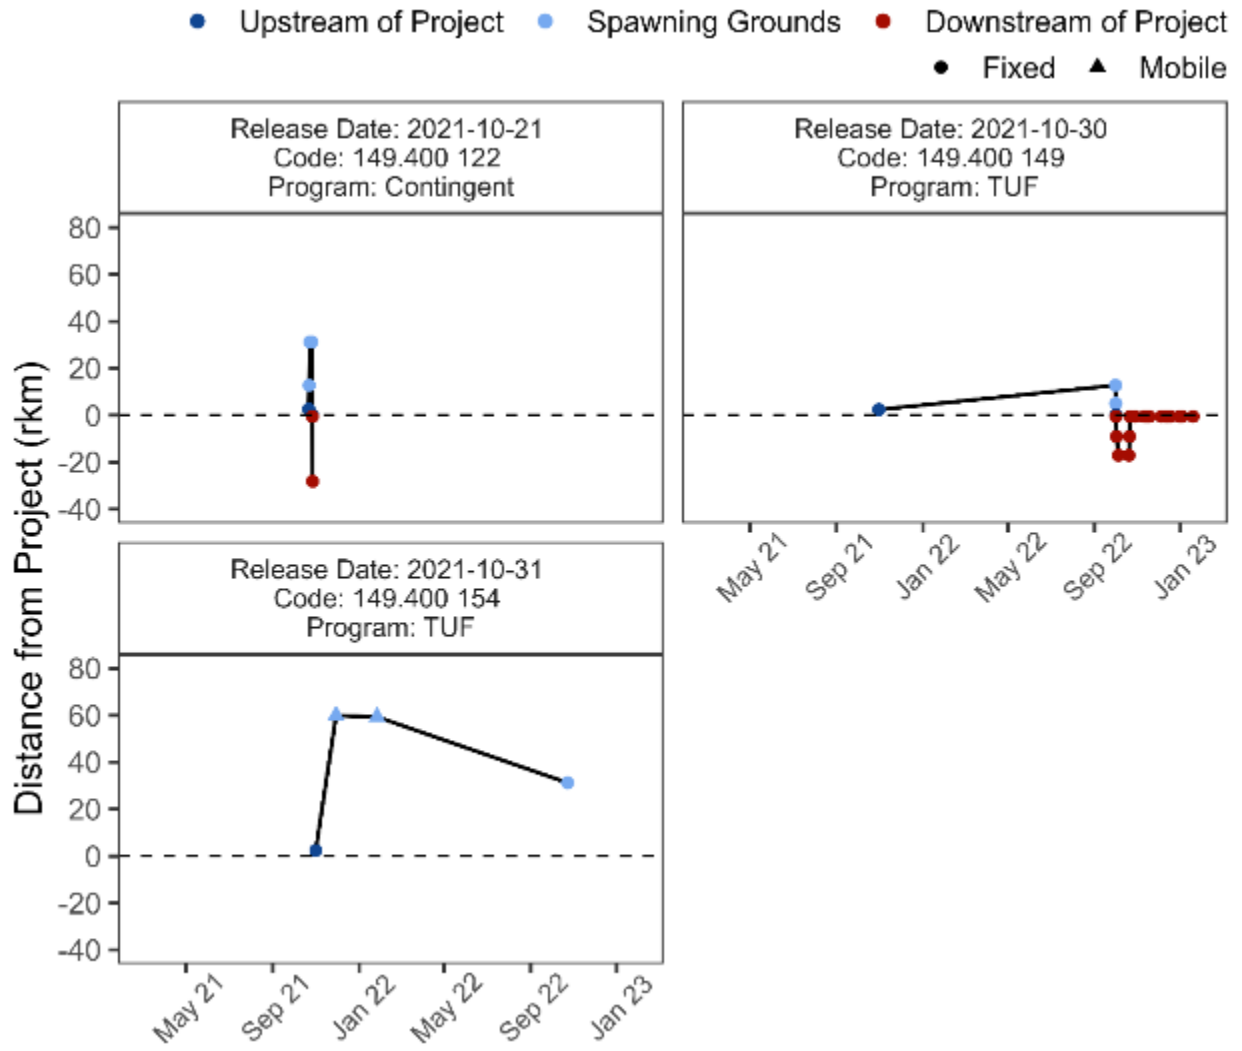 Upstream of Project Spawning Grounds Downstream of Project
Fixed Mobile
Release Date: 2021-10-21
Code: 149.400 122
Program: Contingent
Release Date: 2021-10-30
Code: 149.400 149
Program: TUF
80
60
40
20
0
-20
-40
May 21 Sep 21 Jan 22 May 22 Sep 22 Jan 23
Release Date: 2021-10-31
Code: 149.400 154
Program: TUF
80
60
40
20
0
-20
-40
May 21 Sep 21 Jan 22 May 22 Sep 22 Jan 23
Distance from Project (rkm)